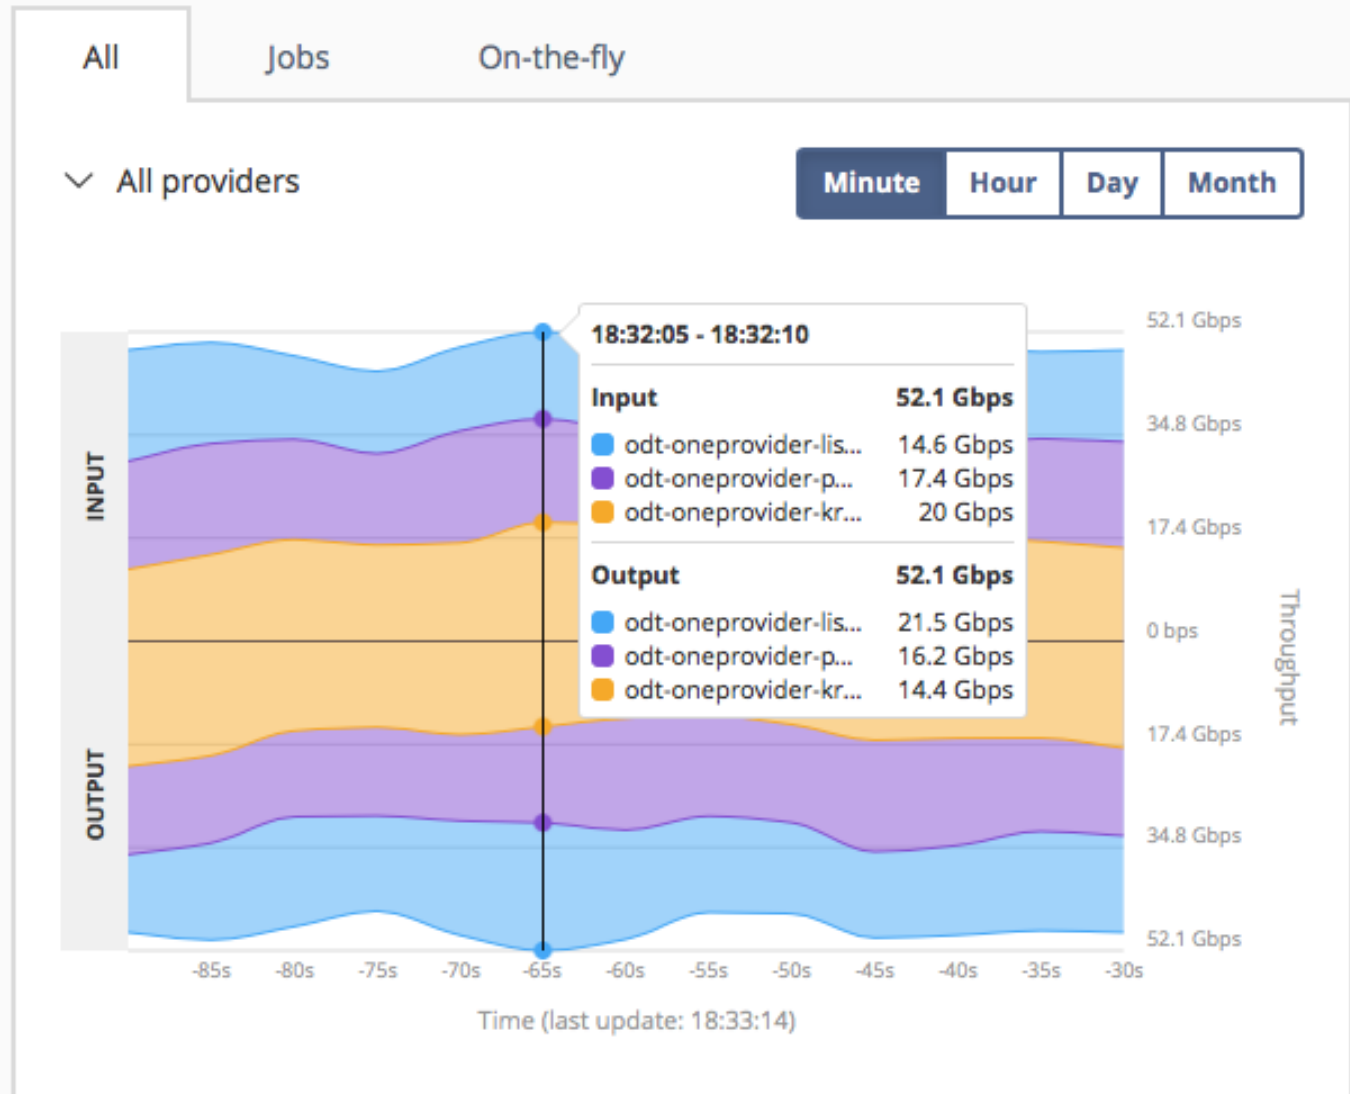 All Jobs On-the-fly
All providers
Minute Hour Day Month
52.1 Gbps
34.8 Gbps
17.4 Gbps
0 bps
17.4 Gbps
34.8 Gbps
52.1 Gbps
Throughput
INPUT
OUTPUT
18:32:05 - 18:32:10
Input 52.1 Gbps
odt-oneprovider-lis... 14.6 Gbps
odt-oneprovider-p... 17.4 Gbps
odt-oneprovider-kr... 20 Gbps
Output 52.1 Gbps
odt-oneprovider-lis... 21.5 Gbps
odt-oneprovider-p... 16.2 Gbps
odt-oneprovider-kr... 14.4 Gbps
-85s -80s -75s -70s -65s -60s -55s -50s -45s -40s -35s -30s
Time (last update: 18:33:14)